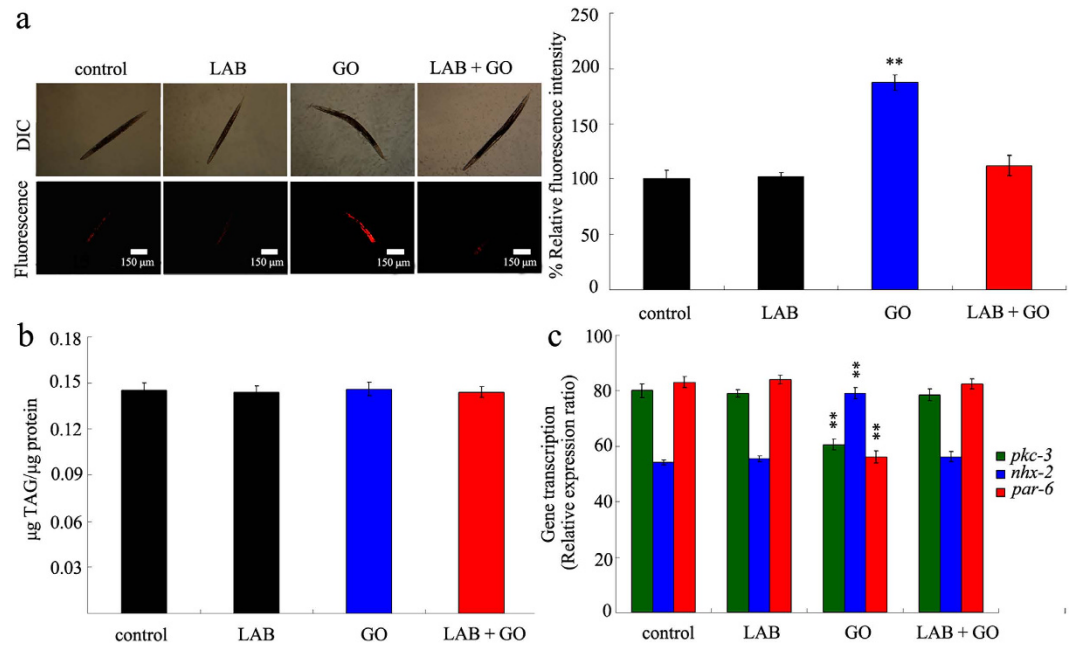 a
control LAB GO LAB + GO
DIC
Fluorescence
150 μm 150 μm 150 μm 150 μm
% Relative fluorescence intensity
250
200
150
100
50
0
**
control LAB GO LAB + GO
b
μg TAG/μg protein
0.18
0.15
0.12
0.09
0.06
0.03
control LAB GO LAB + GO
c
Gene transcription
(Relative expression ratio)
100
80
60
40
60
20
0
** ** **
pkc-3
nhx-2
par-6
control LAB GO LAB + GO